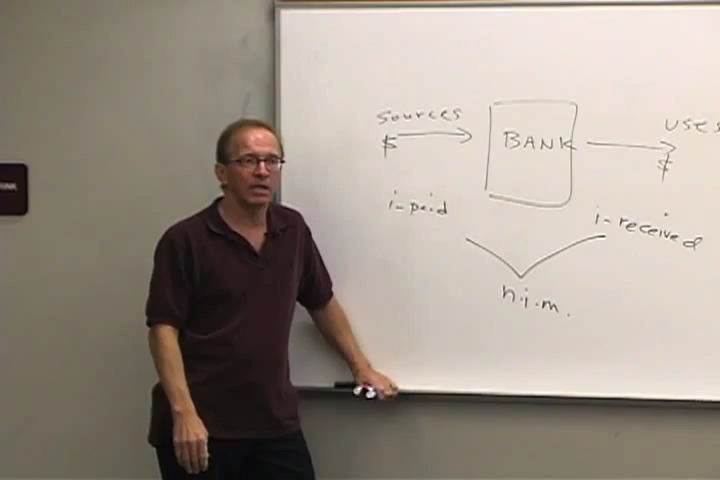 sources
uses
$
BANK
$
i-paid
i-received
n.i.m.